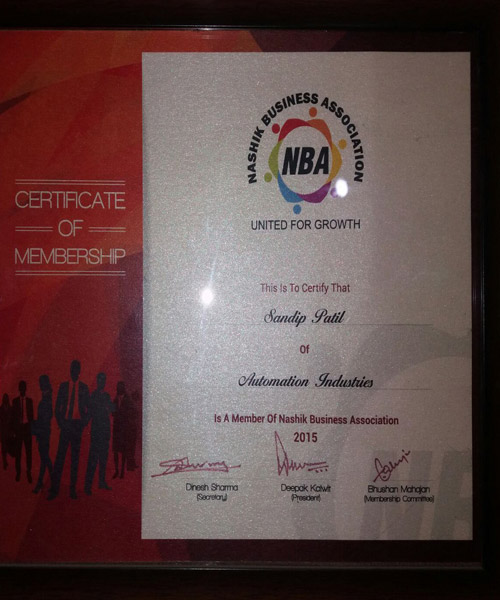 CERTIFICATE
OF
MEMBERSHIP
NASHIK BUSINESS ASSOCIATION
NBA
UNITED FOR GROWTH
This Is To Certify That
Sandip Patil
Of
Automation Industries
Is A Member Of Nashik Business Association
2015
Dinesh Sharma
(Secretary)
Deepak Katwit
(President)
Bhushan Mahajan
(Membership Committee)